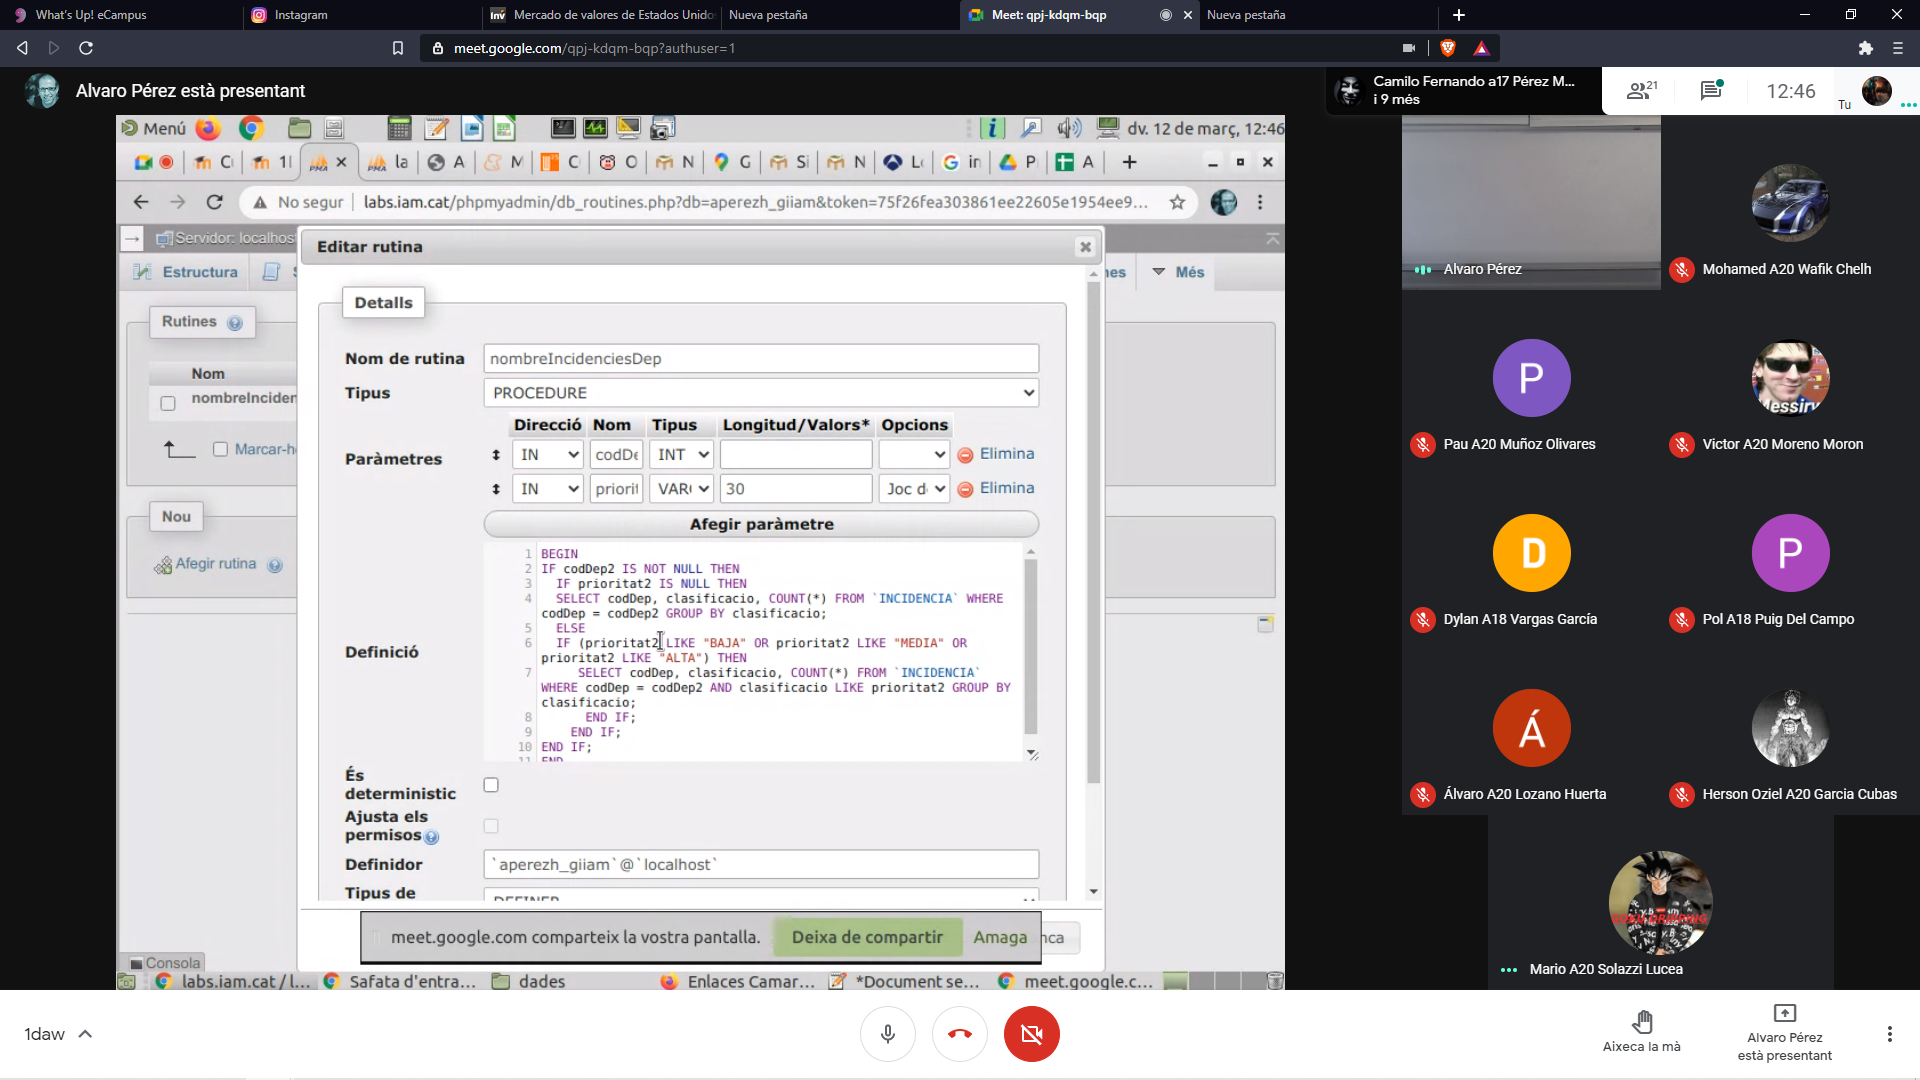 What's Up! eCampus
Instagram
Mercado de valores de Estados Unidos
Nueva pestaña
Meet: qpj-kdqm-bqp
Nueva pestaña
meet.google.com/qpj-kdqm-bqp?authuser=1
Alvaro Pérez està presentant
Camilo Fernando a17 Pérez M...
i 9 més
21
12:46
Tu
Menú
dv. 12 de març, 12:46
No segur
labs.iam.cat/phpmyadmin/db_routines.php?db=aperezh_giiam&token=75f26fea303861ee22605e1954ee9...
Servidor: localhost
Estructura
Més
Editar rutina
Detalls
Rutines
Nom
nombreInciden
Marcar-h
Nou
Afegir rutina
Nom de rutina
nombreIncidenciesDep
Tipus
PROCEDURE
Direcció Nom Tipus Longitud/Valors* Opcions
Paràmetres
IN codDe INT Elimina
IN priorit VAR 30 Joc d Elimina
Afegir paràmetre
Definició
1 BEGIN
2 IF codDep2 IS NOT NULL THEN
3 IF prioritat2 IS NULL THEN
4 SELECT codDep, clasificacio, COUNT(*) FROM `INCIDENCIA` WHERE
codDep = codDep2 GROUP BY clasificacio;
5 ELSE
6 IF (prioritat2 LIKE "BAJA" OR prioritat2 LIKE "MEDIA" OR
prioritat2 LIKE "ALTA") THEN
7 SELECT codDep, clasificacio, COUNT(*) FROM `INCIDENCIA`
WHERE codDep = codDep2 AND clasificacio LIKE prioritat2 GROUP BY
clasificacio;
8 END IF;
9 END IF;
10 END IF;
11 END
És
deterministic
Ajusta els
permisos
Definidor
`aperezh_giiam`@`localhost`
Tipus de
DEFINER
meet.google.com comparteix la vostra pantalla.
Deixa de compartir
Amaga
nca
Consola
labs.iam.cat / l...
Safata d'entra...
dades
Enlaces Camar...
*Document se...
meet.google.c...
Alvaro Pérez
Mohamed A20 Wafik Chelh
P
Pau A20 Muñoz Olivares
Messirv
Victor A20 Moreno Moron
D
Dylan A18 Vargas García
P
Pol A18 Puig Del Campo
Á
Álvaro A20 Lozano Huerta
Herson Oziel A20 Garcia Cubas
GOKU DRIPPING
Mario A20 Solazzi Lucea
1daw
Aixeca la mà
Alvaro Pérez
està presentant